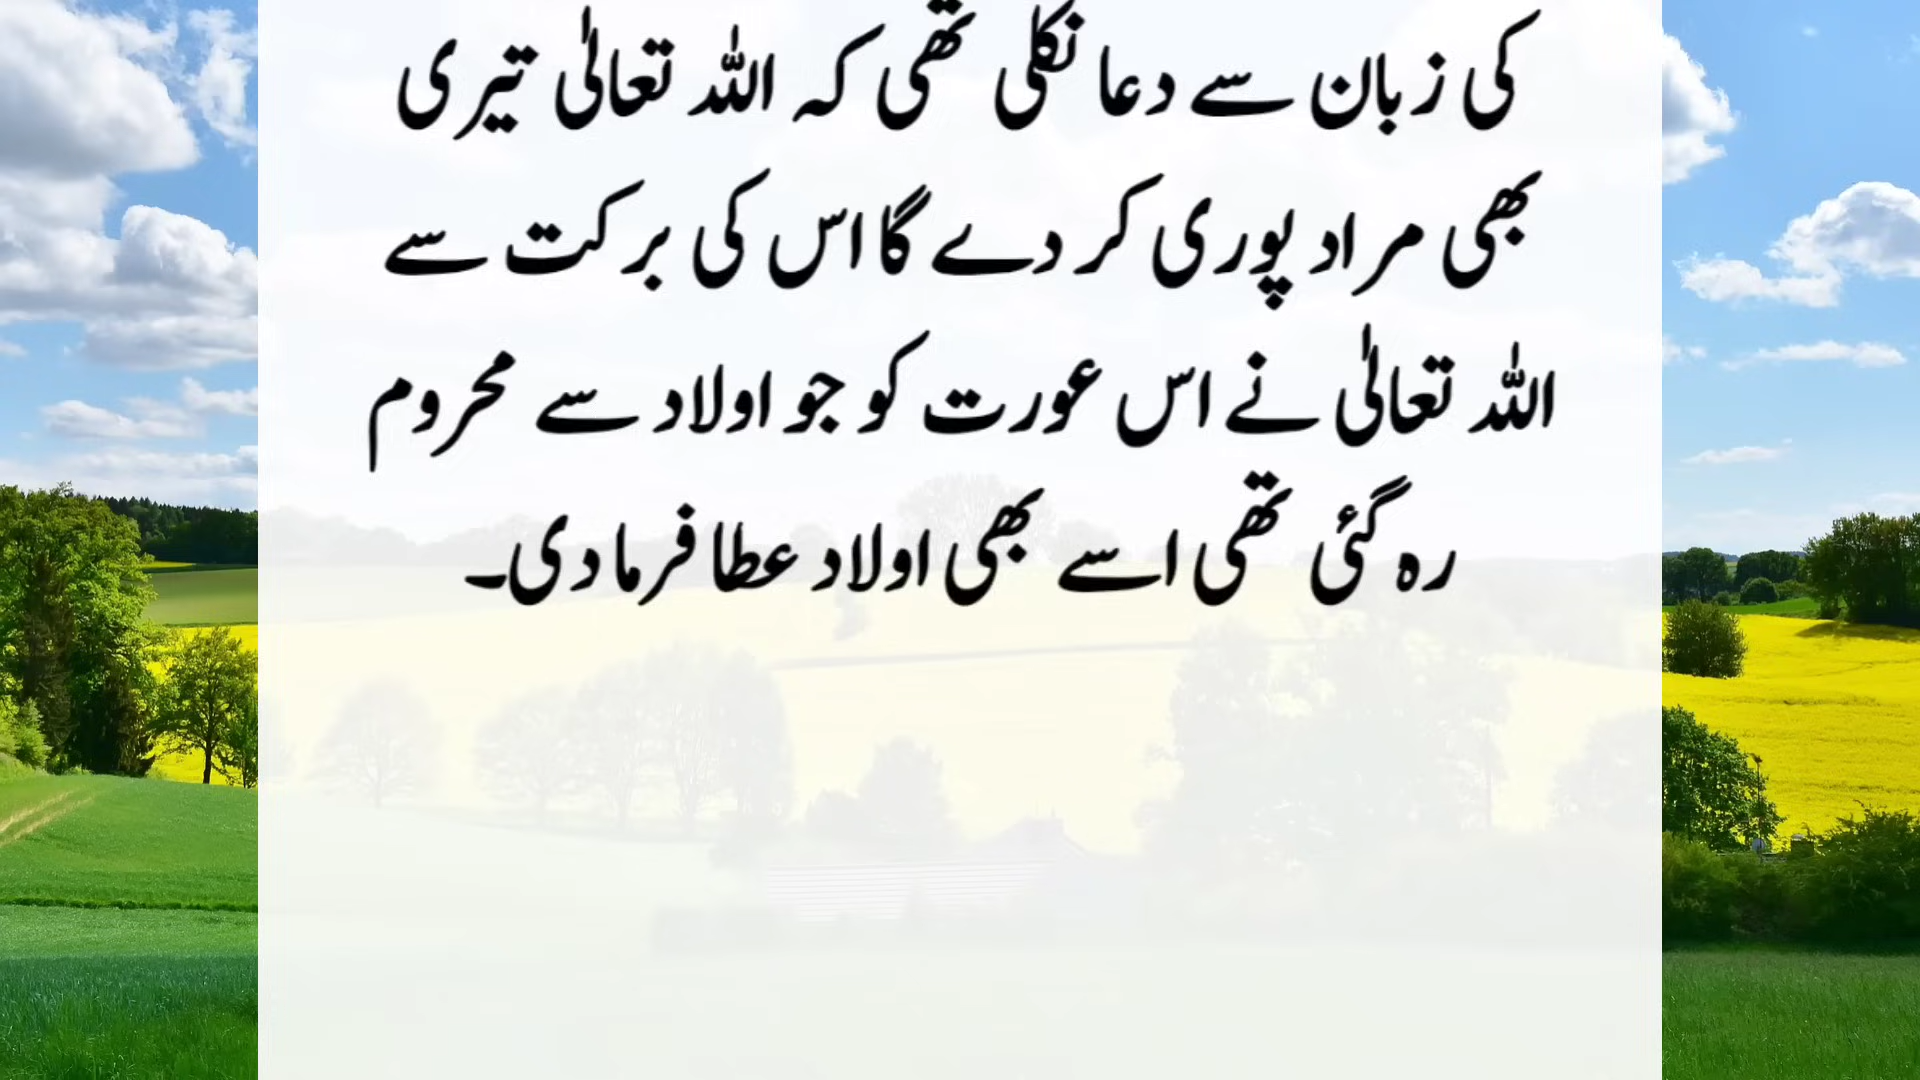 کی زبان سے دعا نکلی تھی کہ اللہ تعالیٰ تیری
بھی مراد پوری کر دے گا اس کی برکت سے
اللہ تعالیٰ نے اس عورت کو جو اولاد سے محروم
رہ گئی تھی اسے بھی اولاد عطا فرما دی۔